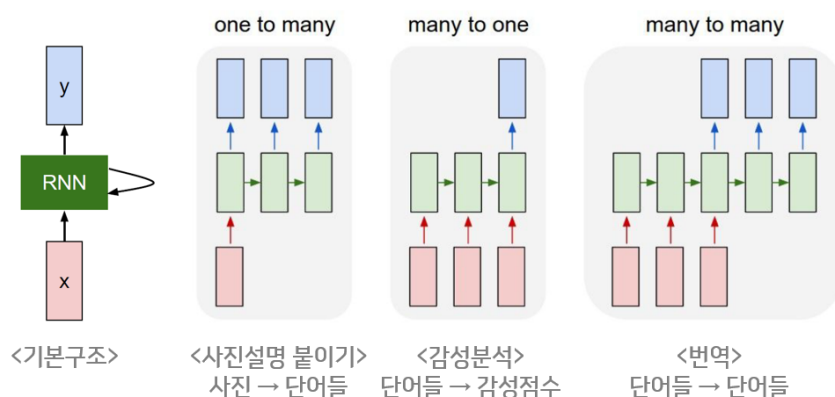 one to many
many to one
many to many
y
RNN
x
<기본구조>
<사진설명 붙이기>
사진 → 단어들
<감성분석>
단어들 → 감성점수
<번역>
단어들 → 단어들